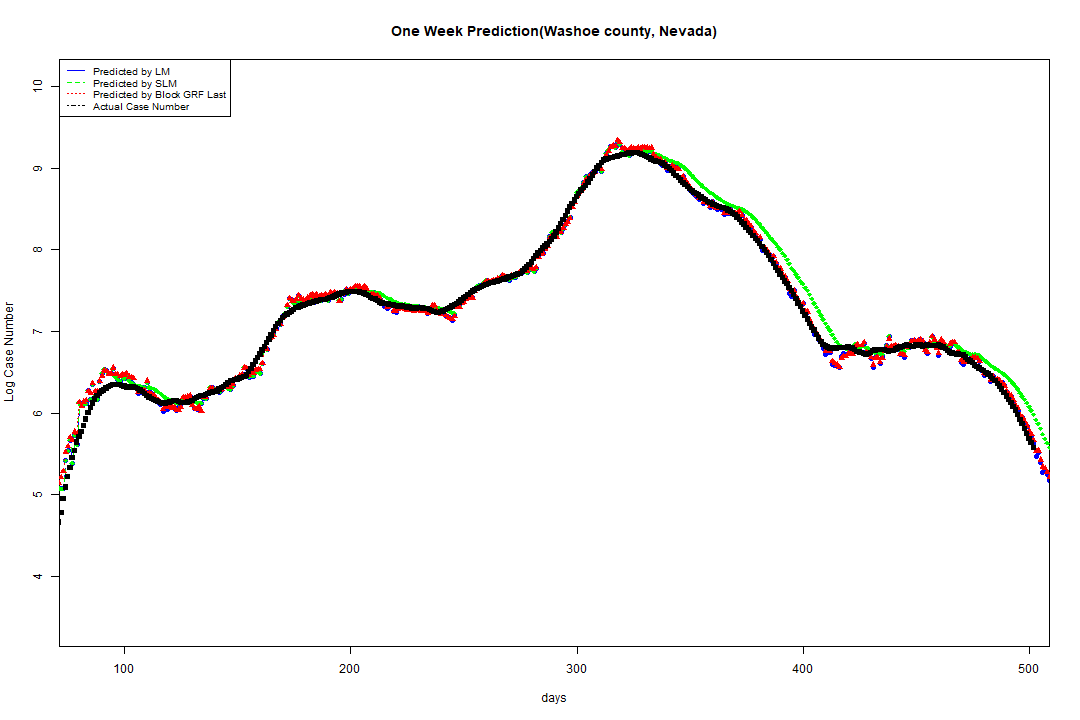 One Week Prediction(Washoe county, Nevada)
Predicted by LM
Predicted by SLM
Predicted by Block GRF Last
Actual Case Number
10
9
8
7
6
5
4
Log Case Number
100 200 300 400 500
days